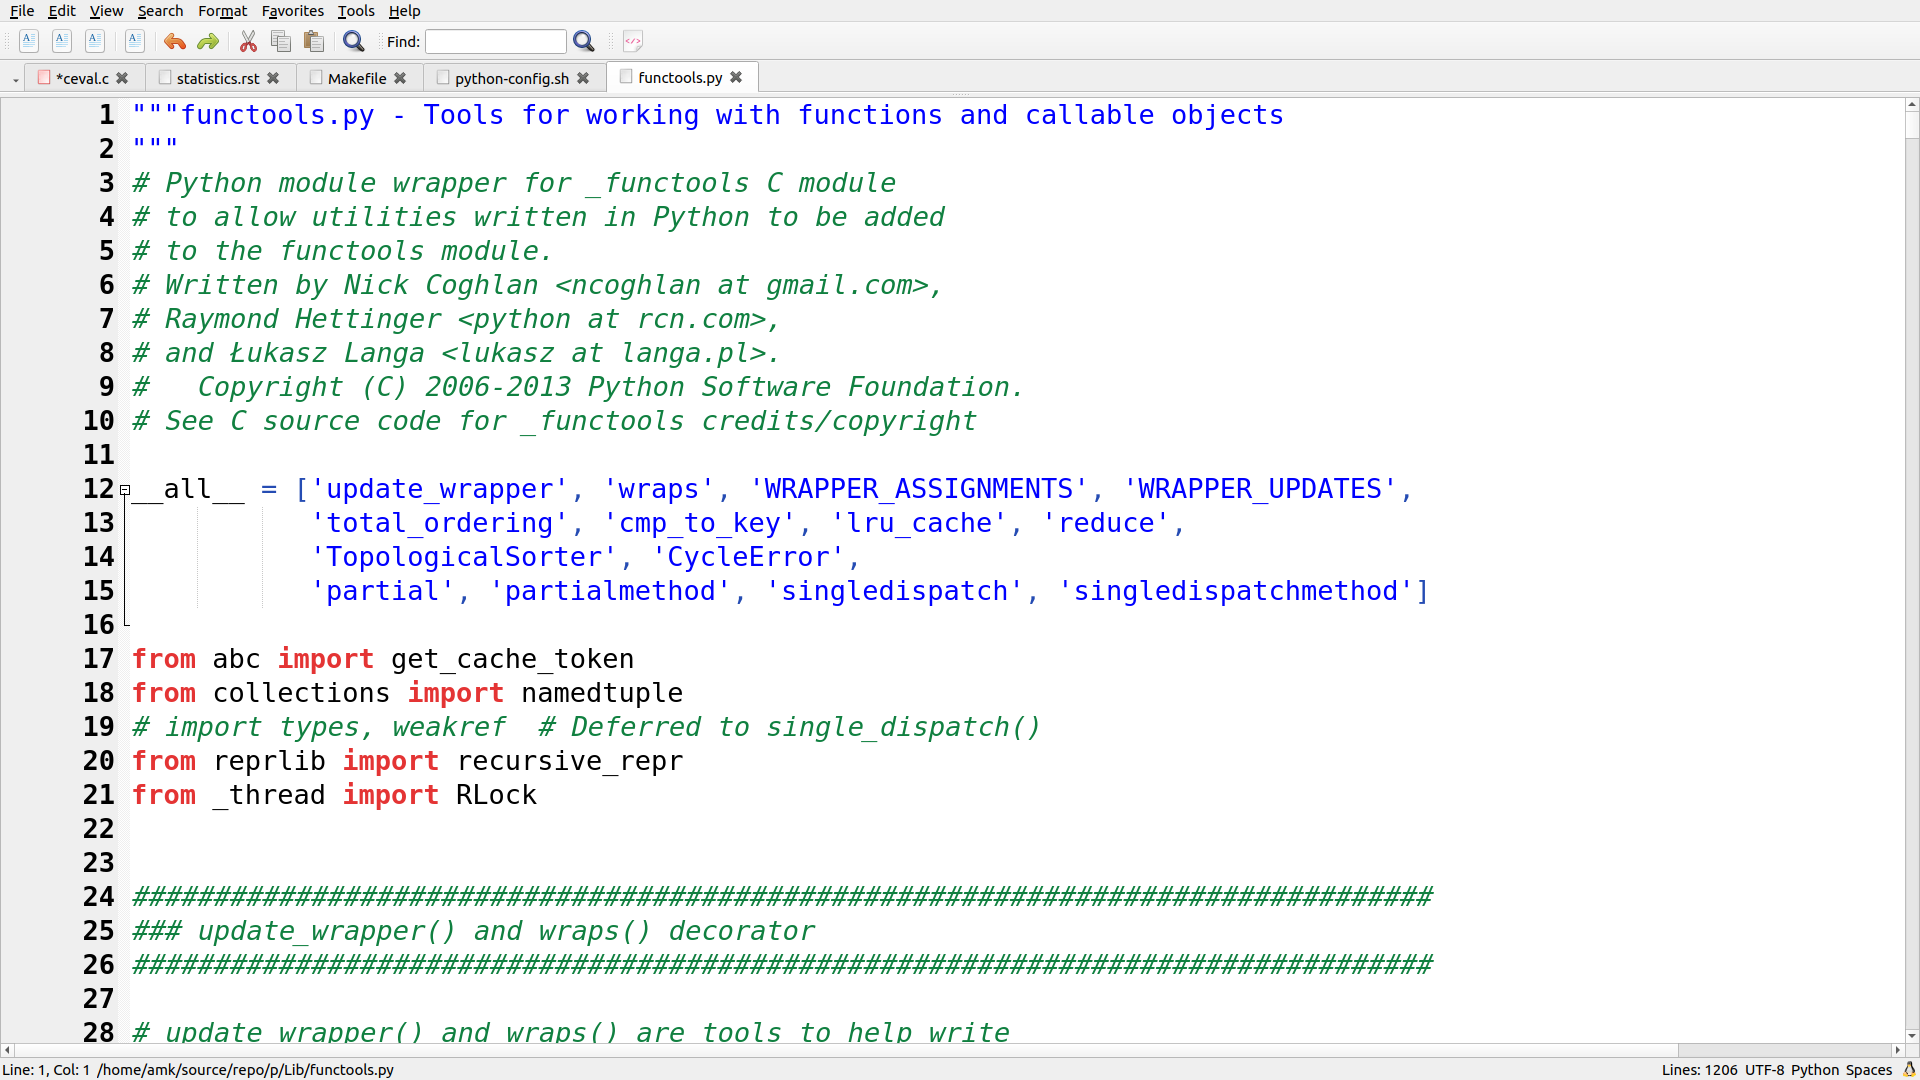 File Edit View Search Format Favorites Tools Help
Find:
*ceval.c statistics.rst Makefile python-config.sh functools.py
1 """functools.py - Tools for working with functions and callable objects
2 """
3 # Python module wrapper for _functools C module
4 # to allow utilities written in Python to be added
5 # to the functools module.
6 # Written by Nick Coghlan <ncoghlan at gmail.com>,
7 # Raymond Hettinger <python at rcn.com>,
8 # and Łukasz Langa <lukasz at langa.pl>.
9 #   Copyright (C) 2006-2013 Python Software Foundation.
10 # See C source code for _functools credits/copyright
11
12 __all__ = ['update_wrapper', 'wraps', 'WRAPPER_ASSIGNMENTS', 'WRAPPER_UPDATES',
13            'total_ordering', 'cmp_to_key', 'lru_cache', 'reduce',
14            'TopologicalSorter', 'CycleError',
15            'partial', 'partialmethod', 'singledispatch', 'singledispatchmethod']
16
17 from abc import get_cache_token
18 from collections import namedtuple
19 # import types, weakref  # Deferred to single_dispatch()
20 from reprlib import recursive_repr
21 from _thread import RLock
22
23
24 ################################################################################
25 ### update_wrapper() and wraps() decorator
26 ################################################################################
27
28 # update_wrapper() and wraps() are tools to help write
Line: 1, Col: 1 /home/amk/source/repo/p/Lib/functools.py Lines: 1206 UTF-8 Python Spaces